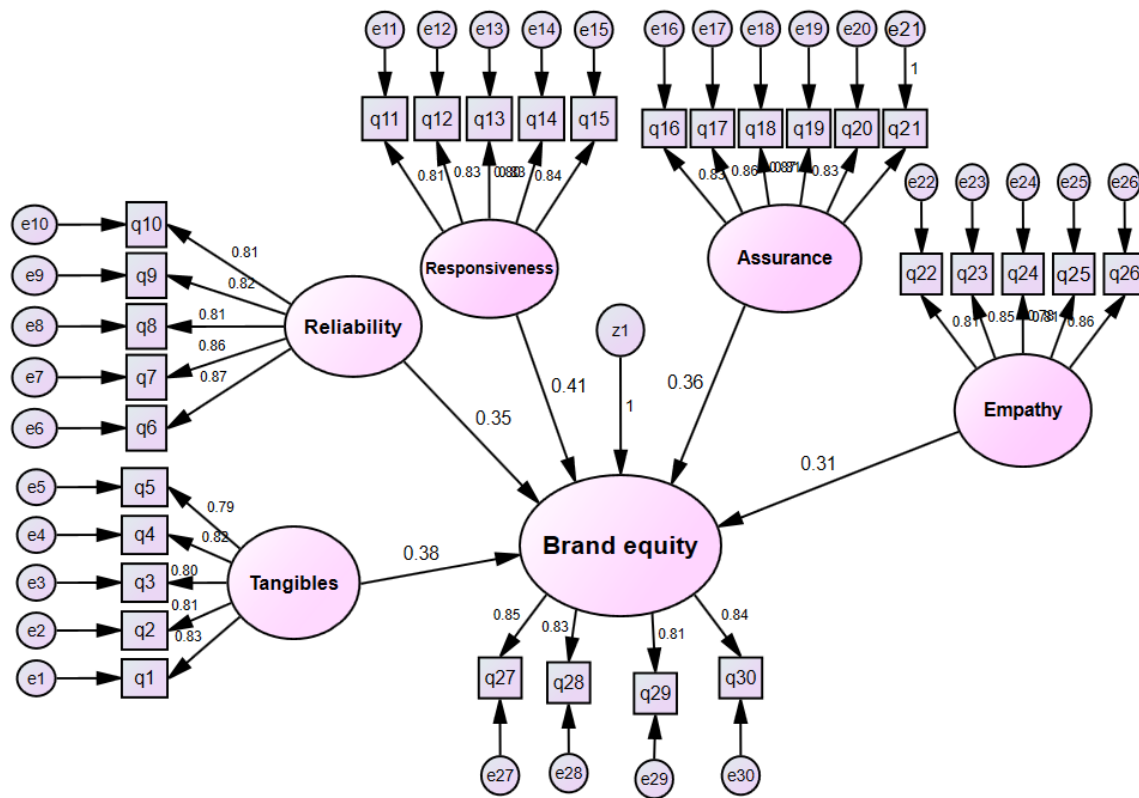 e11 e12 e13 e14 e15
e16 e17 e18 e19 e20 e21
1
q11 q12 q13 q14 q15
q16 q17 q18 q19 q20 q21
0.81 0.83 0.84
0.83 0.86 0.83
e22 e23 e24 e25 e26
q22 q23 q24 q25 q26
0.81 0.85 0.86
Responsiveness
Assurance
Empathy
e10 q10 0.81
e9 q9 0.82
e8 q8 0.81
e7 q7 0.86
e6 q6 0.87
Reliability
z1
1
0.35
0.41
0.36
0.31
0.38
e5 q5 0.79
e4 q4 0.82
e3 q3 0.80
e2 q2 0.81
e1 q1 0.83
Tangibles
Brand equity
0.85 0.83 0.81 0.84
q27 q28 q29 q30
e27 e28 e29 e30